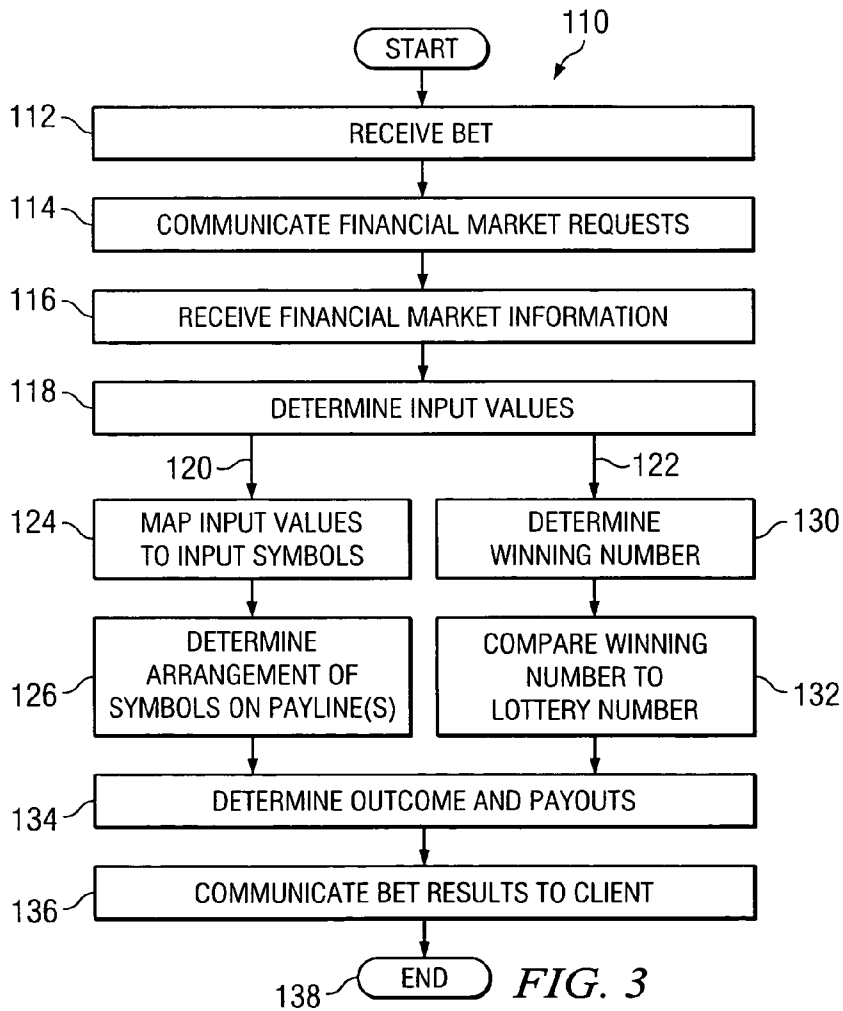 START
110
112
RECEIVE BET
114
COMMUNICATE FINANCIAL MARKET REQUESTS
116
RECEIVE FINANCIAL MARKET INFORMATION
118
DETERMINE INPUT VALUES
120
122
124
MAP INPUT VALUES
TO INPUT SYMBOLS
DETERMINE
WINNING NUMBER
130
126
DETERMINE
ARRANGEMENT OF
SYMBOLS ON PAYLINE(S)
COMPARE WINNING
NUMBER TO
LOTTERY NUMBER
132
134
DETERMINE OUTCOME AND PAYOUTS
136
COMMUNICATE BET RESULTS TO CLIENT
138
END
FIG. 3